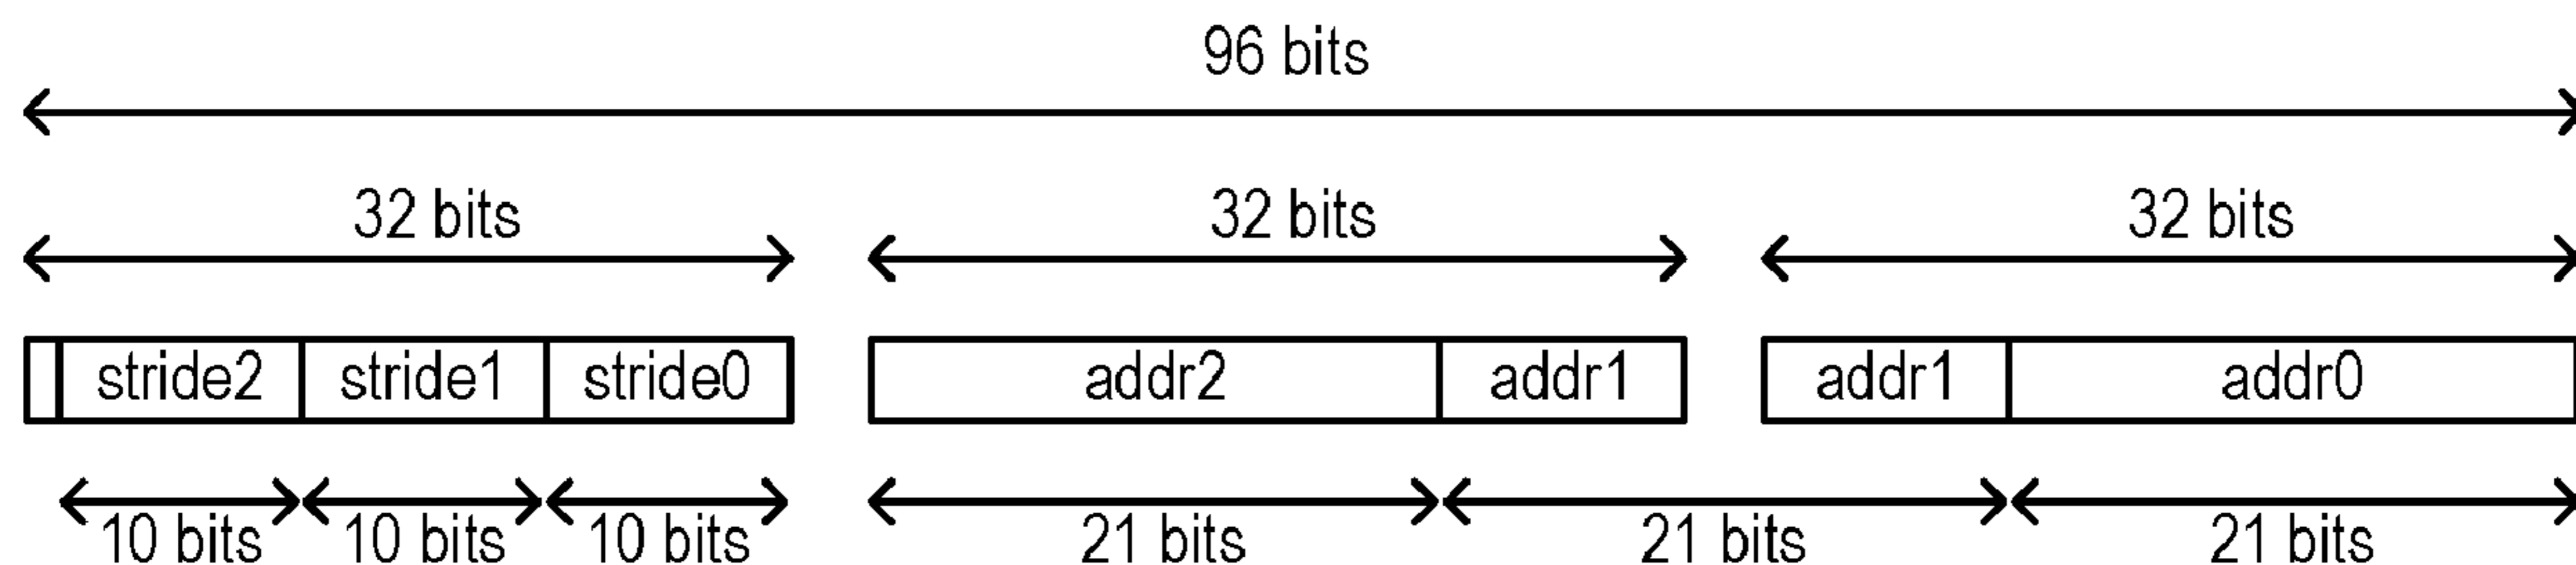 96 bits
32 bits 32 bits 32 bits
stride2 stride1 stride0 addr2 addr1 addr1 addr0
10 bits 10 bits 10 bits 21 bits 21 bits 21 bits